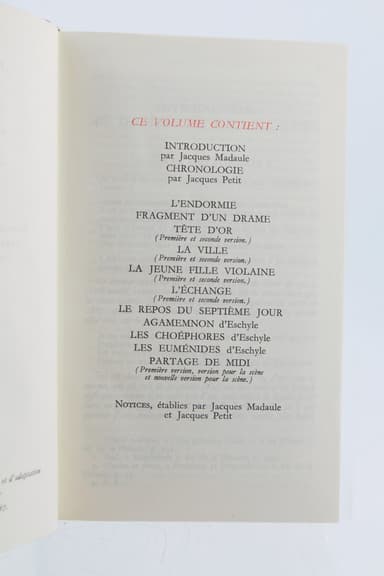 CE VOLUME CONTIENT :
INTRODUCTION
par Jacques Madaule
CHRONOLOGIE
par Jacques Petit
L'ENDORMIE
FRAGMENT D'UN DRAME
TÊTE D'OR
(Première et seconde version.)
LA VILLE
(Première et seconde version.)
LA JEUNE FILLE VIOLAINE
(Première et seconde version.)
L'ÉCHANGE
(Première et seconde version.)
LE REPOS DU SEPTIÈME JOUR
AGAMEMNON d'Eschyle
LES CHOÉPHORES d'Eschyle
LES EUMÉNIDES d'Eschyle
PARTAGE DE MIDI
(Première version, version pour la scène
et nouvelle version pour la scène.)
NOTICES, établies par Jacques Madaule
et Jacques Petit
et d'adaptation